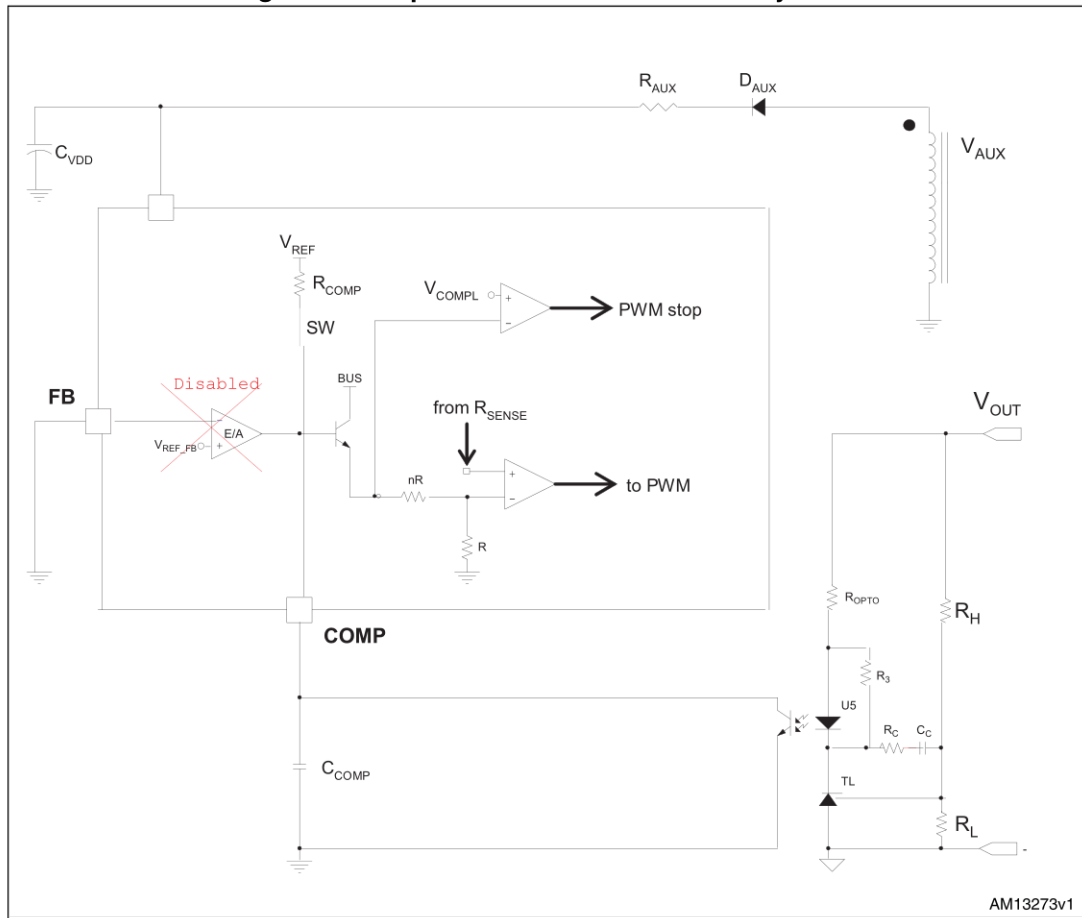 R_AUX
D_AUX
C_VDD
V_AUX
V_REF
R_COMP
V_COMPL
+
-
PWM stop
SW
Disabled
BUS
FB
-
E/A
V_REF_FB
+
from R_SENSE
V_OUT
+
-
to PWM
nR
R
R_OPTO
R_H
COMP
R_3
U5
R_C
C_C
C_COMP
TL
R_L
-
AM13273v1